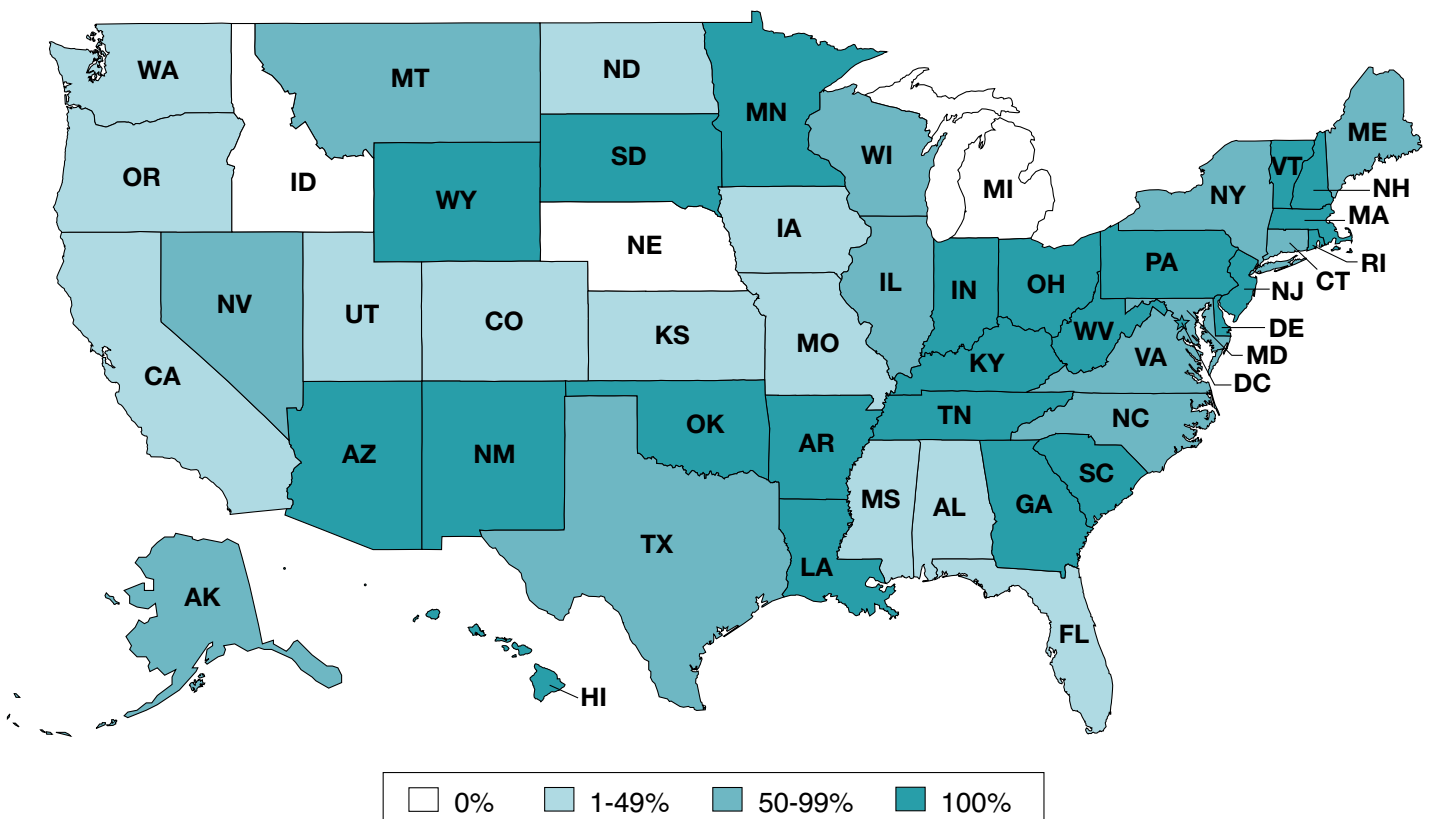 WA
MT
ND
MN
ME
WI
SD
OR
ID
VT
MI
NH
NY
WY
MA
IA
NE
PA
RI
CT
IL
IN
OH
NJ
NV
UT
CO
DE
WV
KS
MO
VA
MD
KY
CA
DC
TN
NC
OK
AR
AZ
NM
SC
MS
AL
GA
TX
LA
AK
FL
HI
0% 1-49% 50-99% 100%